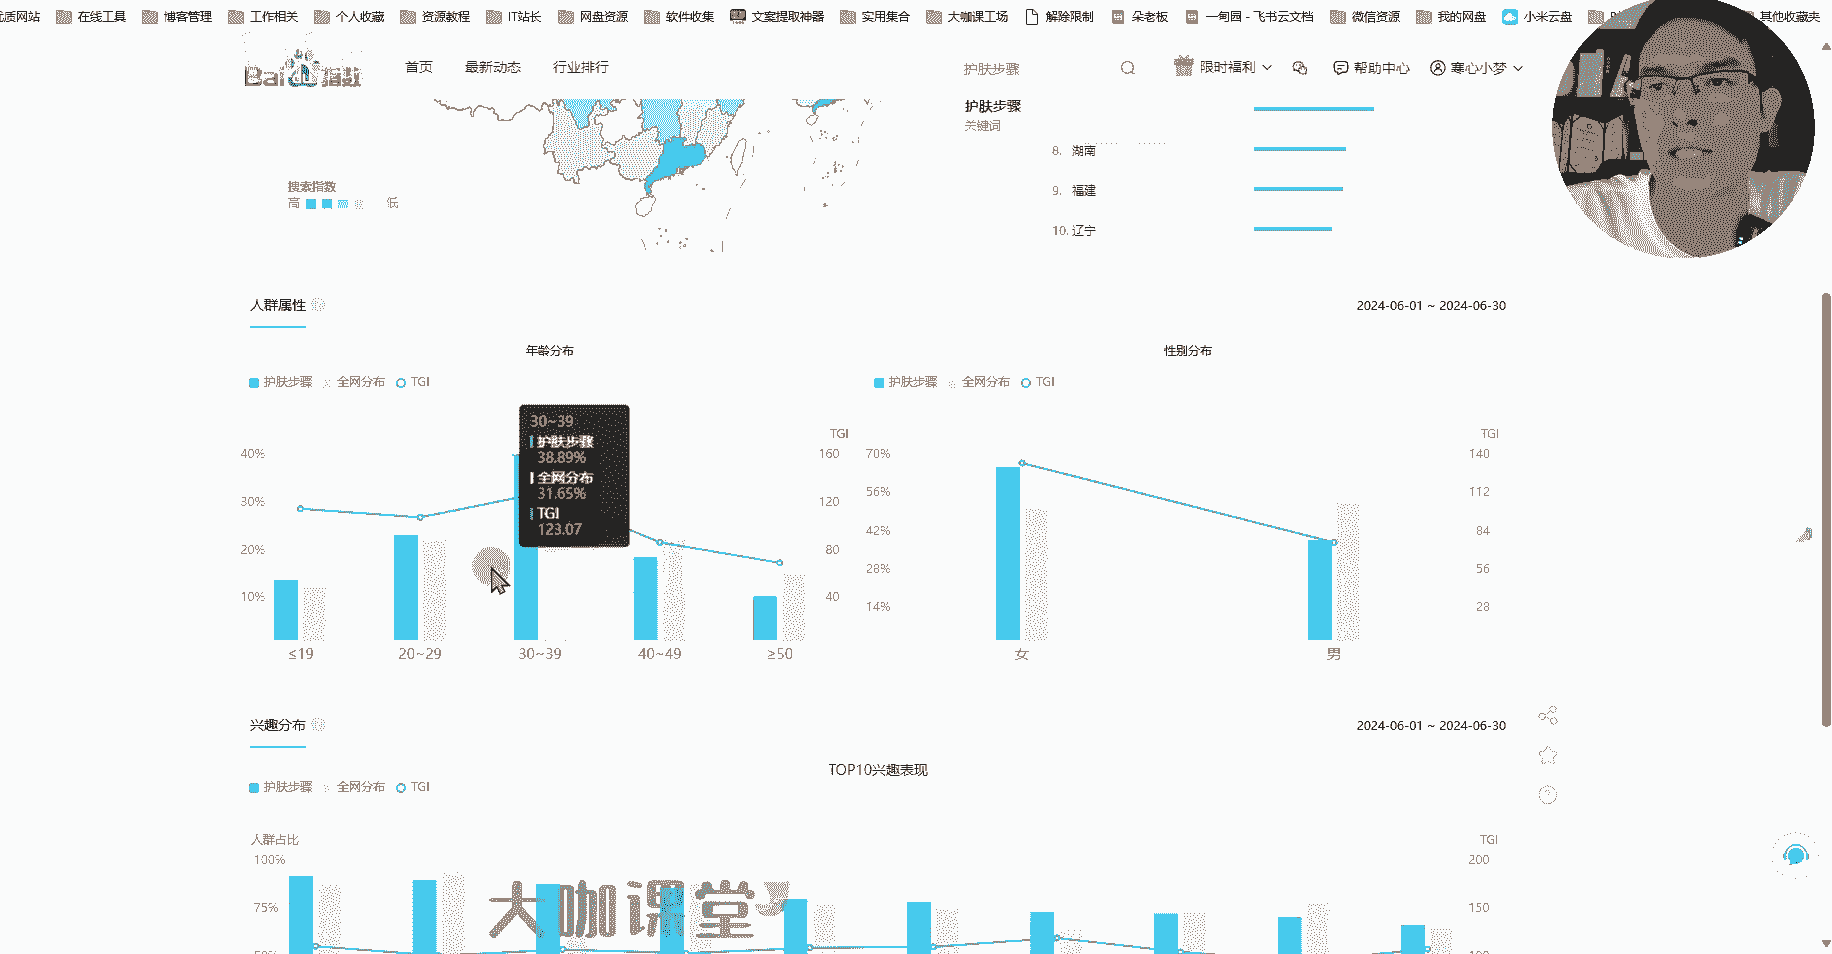 优质网站 在线工具 博客管理 工作相关 个人收藏 资源教程 IT站长 网盘资源 软件收集 文案提取神器 实用集合 大咖课工场 解除限制 朵老板 一甸园 - 飞书云文档 微信资源 我的网盘 小米云盘 其他收藏夹
Bai du 指数 首页 最新动态 行业排行 护肤步骤 限时福利 帮助中心 寒心小梦
护肤步骤
关键词
8. 湖南
搜索指数
高 低
9. 福建
10. 辽宁
人群属性 2024-06-01 ~ 2024-06-30
年龄分布
护肤步骤 全网分布 TGI
30~39
护肤步骤
38.89%
全网分布
31.65%
TGI
123.07
TGI
40% 160
30% 120
20% 80
10% 40
≤19 20~29 30~39 40~49 ≥50
性别分布
护肤步骤 全网分布 TGI
TGI
70% 140
56% 112
42% 84
28% 56
14% 28
女 男
兴趣分布 2024-06-01 ~ 2024-06-30
TOP10兴趣表现
护肤步骤 全网分布 TGI
人群占比 TGI
100% 200
75% 150
大咖课堂